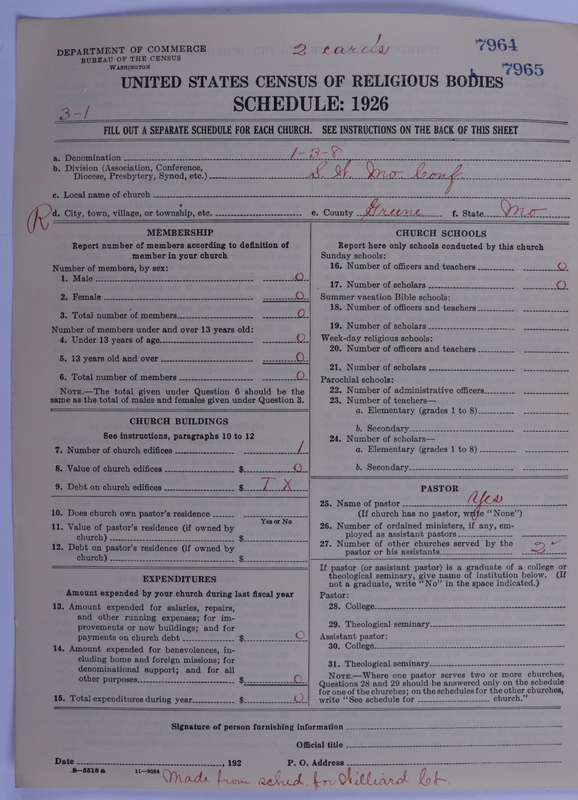 DEPARTMENT OF COMMERCE
BUREAU OF THE CENSUS
WASHINGTON
2 cards
7964
7965
UNITED STATES CENSUS OF RELIGIOUS BODIES
SCHEDULE: 1926
3-1
FILL OUT A SEPARATE SCHEDULE FOR EACH CHURCH. SEE INSTRUCTIONS ON THE BACK OF THIS SHEET
a. Denomination 1-3-8
b. Division (Association, Conference,
Diocese, Presbytery, Synod, etc.) S. W. Mo Conf
c. Local name of church
R d. City, town, village, or township, etc. e. County Greene f. State Mo
MEMBERSHIP
Report number of members according to definition of
member in your church
Number of members, by sex:
1. Male 0
2. Female 0
3. Total number of members 0
Number of members under and over 13 years old:
4. Under 13 years of age 0
5. 13 years old and over 0
6. Total number of members 0
NOTE.—The total given under Question 6 should be the
same as the total of males and females given under Question 3.
CHURCH BUILDINGS
See instructions, paragraphs 10 to 12
7. Number of church edifices 1
8. Value of church edifices $ 0
9. Debt on church edifices $ T X
10. Does church own pastor's residence
Yes or No
11. Value of pastor's residence (if owned by
church) $
12. Debt on pastor's residence (if owned by
church) $
EXPENDITURES
Amount expended by your church during last fiscal year
13. Amount expended for salaries, repairs,
and other running expenses; for im-
provements or new buildings; and for
payments on church debt $ 0
14. Amount expended for benevolences, in-
cluding home and foreign missions; for
denominational support; and for all
other purposes $ 0
15. Total expenditures during year $ 0
CHURCH SCHOOLS
Report here only schools conducted by this church
Sunday schools:
16. Number of officers and teachers 0
17. Number of scholars 0
Summer vacation Bible schools:
18. Number of officers and teachers
19. Number of scholars
Week-day religious schools:
20. Number of officers and teachers
21. Number of scholars
Parochial schools:
22. Number of administrative officers
23. Number of teachers—
a. Elementary (grades 1 to 8)
b. Secondary
24. Number of scholars—
a. Elementary (grades 1 to 8)
b. Secondary
PASTOR
25. Name of pastor Yes
(If church has no pastor, write "None")
26. Number of ordained ministers, if any, em-
ployed as assistant pastors
27. Number of other churches served by the
pastor or his assistants 2
If pastor (or assistant pastor) is a graduate of a college or
theological seminary, give name of institution below. (If
not a graduate, write "No" in the space indicated.)
Pastor:
28. College
29. Theological seminary
Assistant pastor:
30. College
31. Theological seminary
NOTE.—Where one pastor serves two or more churches,
Questions 28 and 29 should be answered only on the schedule
for one of the churches; on the schedules for the other churches,
write "See schedule for church."
Signature of person furnishing information
Official title
Date , 192 P. O. Address
8-5518 a 11-9024 Made from sched. for Hilliard Cet.